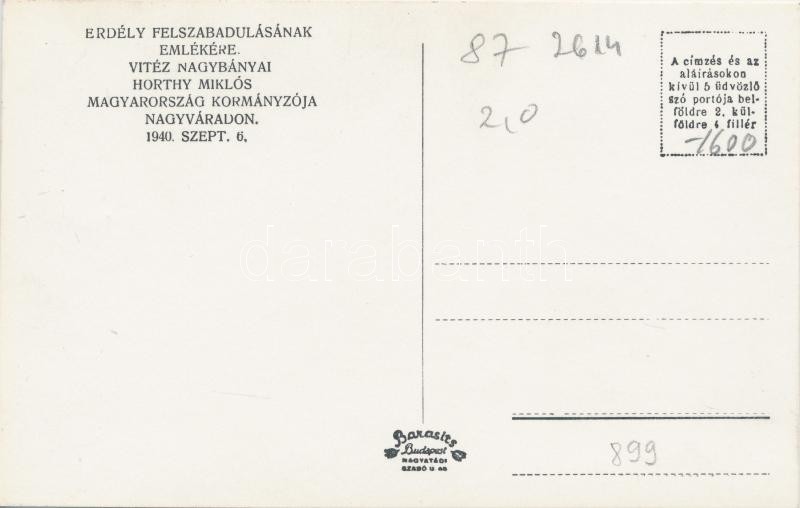 ERDÉLY FELSZABADULÁSÁNAK
EMLÉKÉRE.
VITÉZ NAGYBÁNYAI
HORTHY MIKLÓS
MAGYARORSZÁG KORMÁNYZÓJA
NAGYVÁRADON.
1940. SZEPT. 6.
87 2614
2,0
A címzés és az
aláírásokon
kívül 5 üdvözlő
szó portója bel-
földre 2, kül-
földre 4 fillér
-1600
darabanth
Barasits
Budapest
NAGYATÁDI
SZABÓ U. 46
899